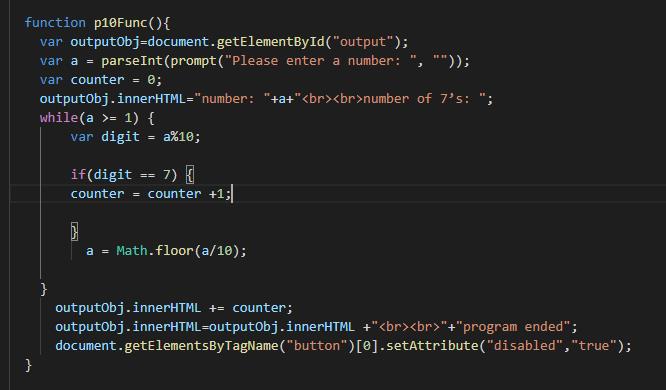 function p10Func(){
var outputObj=document.getElementById("output");
var a = parseInt(prompt("Please enter a number: ", ""));
var counter = 0;
outputObj.innerHTML="number: "+a+"<br><br>number of 7’s: ";
while(a >= 1) {
var digit = a%10;
if(digit == 7) {
counter = counter +1;
}
a = Math.floor(a/10);
}
outputObj.innerHTML += counter;
outputObj.innerHTML=outputObj.innerHTML +"<br><br>"+"program ended";
document.getElementsByTagName("button")[0].setAttribute("disabled","true");
}